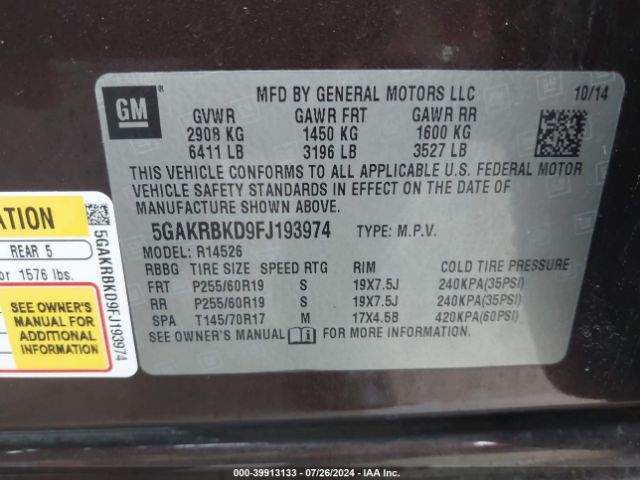 GM
MFD BY GENERAL MOTORS LLC 10/14
GVWR GAWR FRT GAWR RR
2908 KG 1450 KG 1600 KG
6411 LB 3196 LB 3527 LB
THIS VEHICLE CONFORMS TO ALL APPLICABLE U.S. FEDERAL MOTOR
VEHICLE SAFETY STANDARDS IN EFFECT ON THE DATE OF
MANUFACTURE SHOWN ABOVE
5GAKRBKD9FJ193974 TYPE: M.P.V.
MODEL: R14526
RBBG TIRE SIZE SPEED RTG RIM COLD TIRE PRESSURE
FRT P255/60R19 S 19X7.5J 240KPA(35PSI)
RR P255/60R19 S 19X7.5J 240KPA(35PSI)
SPA T145/70R17 M 17X4.5B 420KPA(60PSI)
SEE OWNER'S MANUAL FOR MORE INFORMATION
ATION
REAR 5
or 1576 lbs.
SEE OWNER'S
MANUAL FOR
ADDITIONAL
INFORMATION
5GAKRBKD9FJ193974
000-39913133 | 07/26/2024 - IAA Inc.